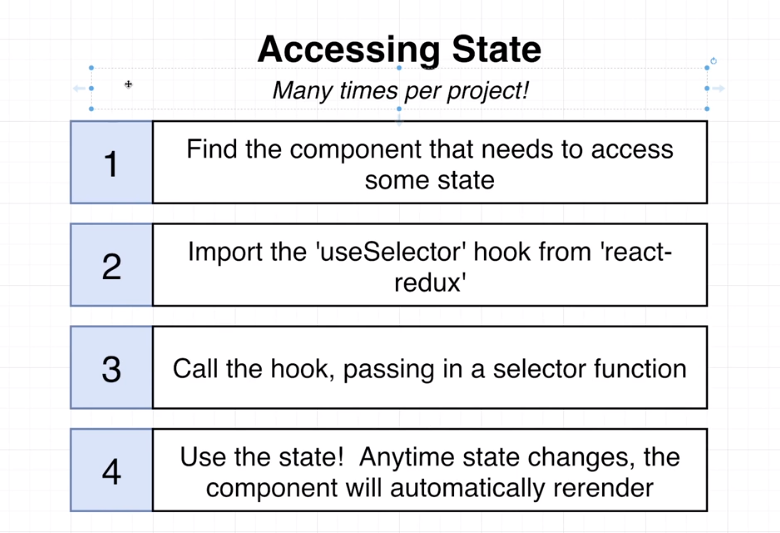 Accessing State
Many times per project!
1
Find the component that needs to access
some state
2
Import the 'useSelector' hook from 'react-
redux'
3
Call the hook, passing in a selector function
4
Use the state!  Anytime state changes, the
component will automatically rerender